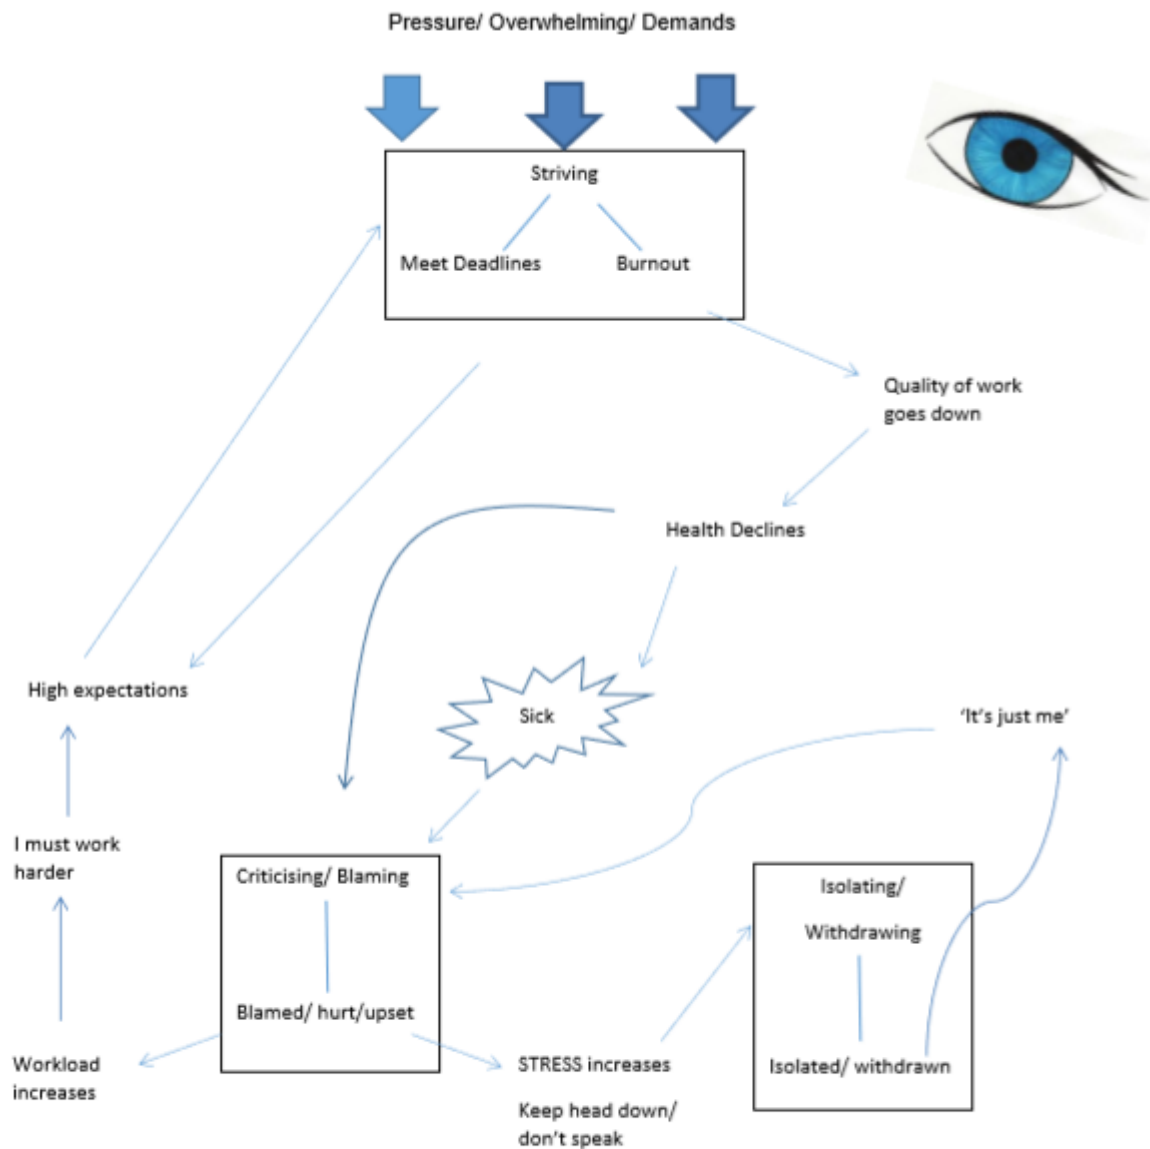 Pressure/ Overwhelming/ Demands
Striving
Meet Deadlines
Burnout
Quality of work
goes down
Health Declines
High expectations
Sick
‘It's just me’
I must work
harder
Criticising/ Blaming
Isolating/
Withdrawing
Blamed/ hurt/upset
Workload
increases
STRESS increases
Isolated/ withdrawn
Keep head down/
don't speak